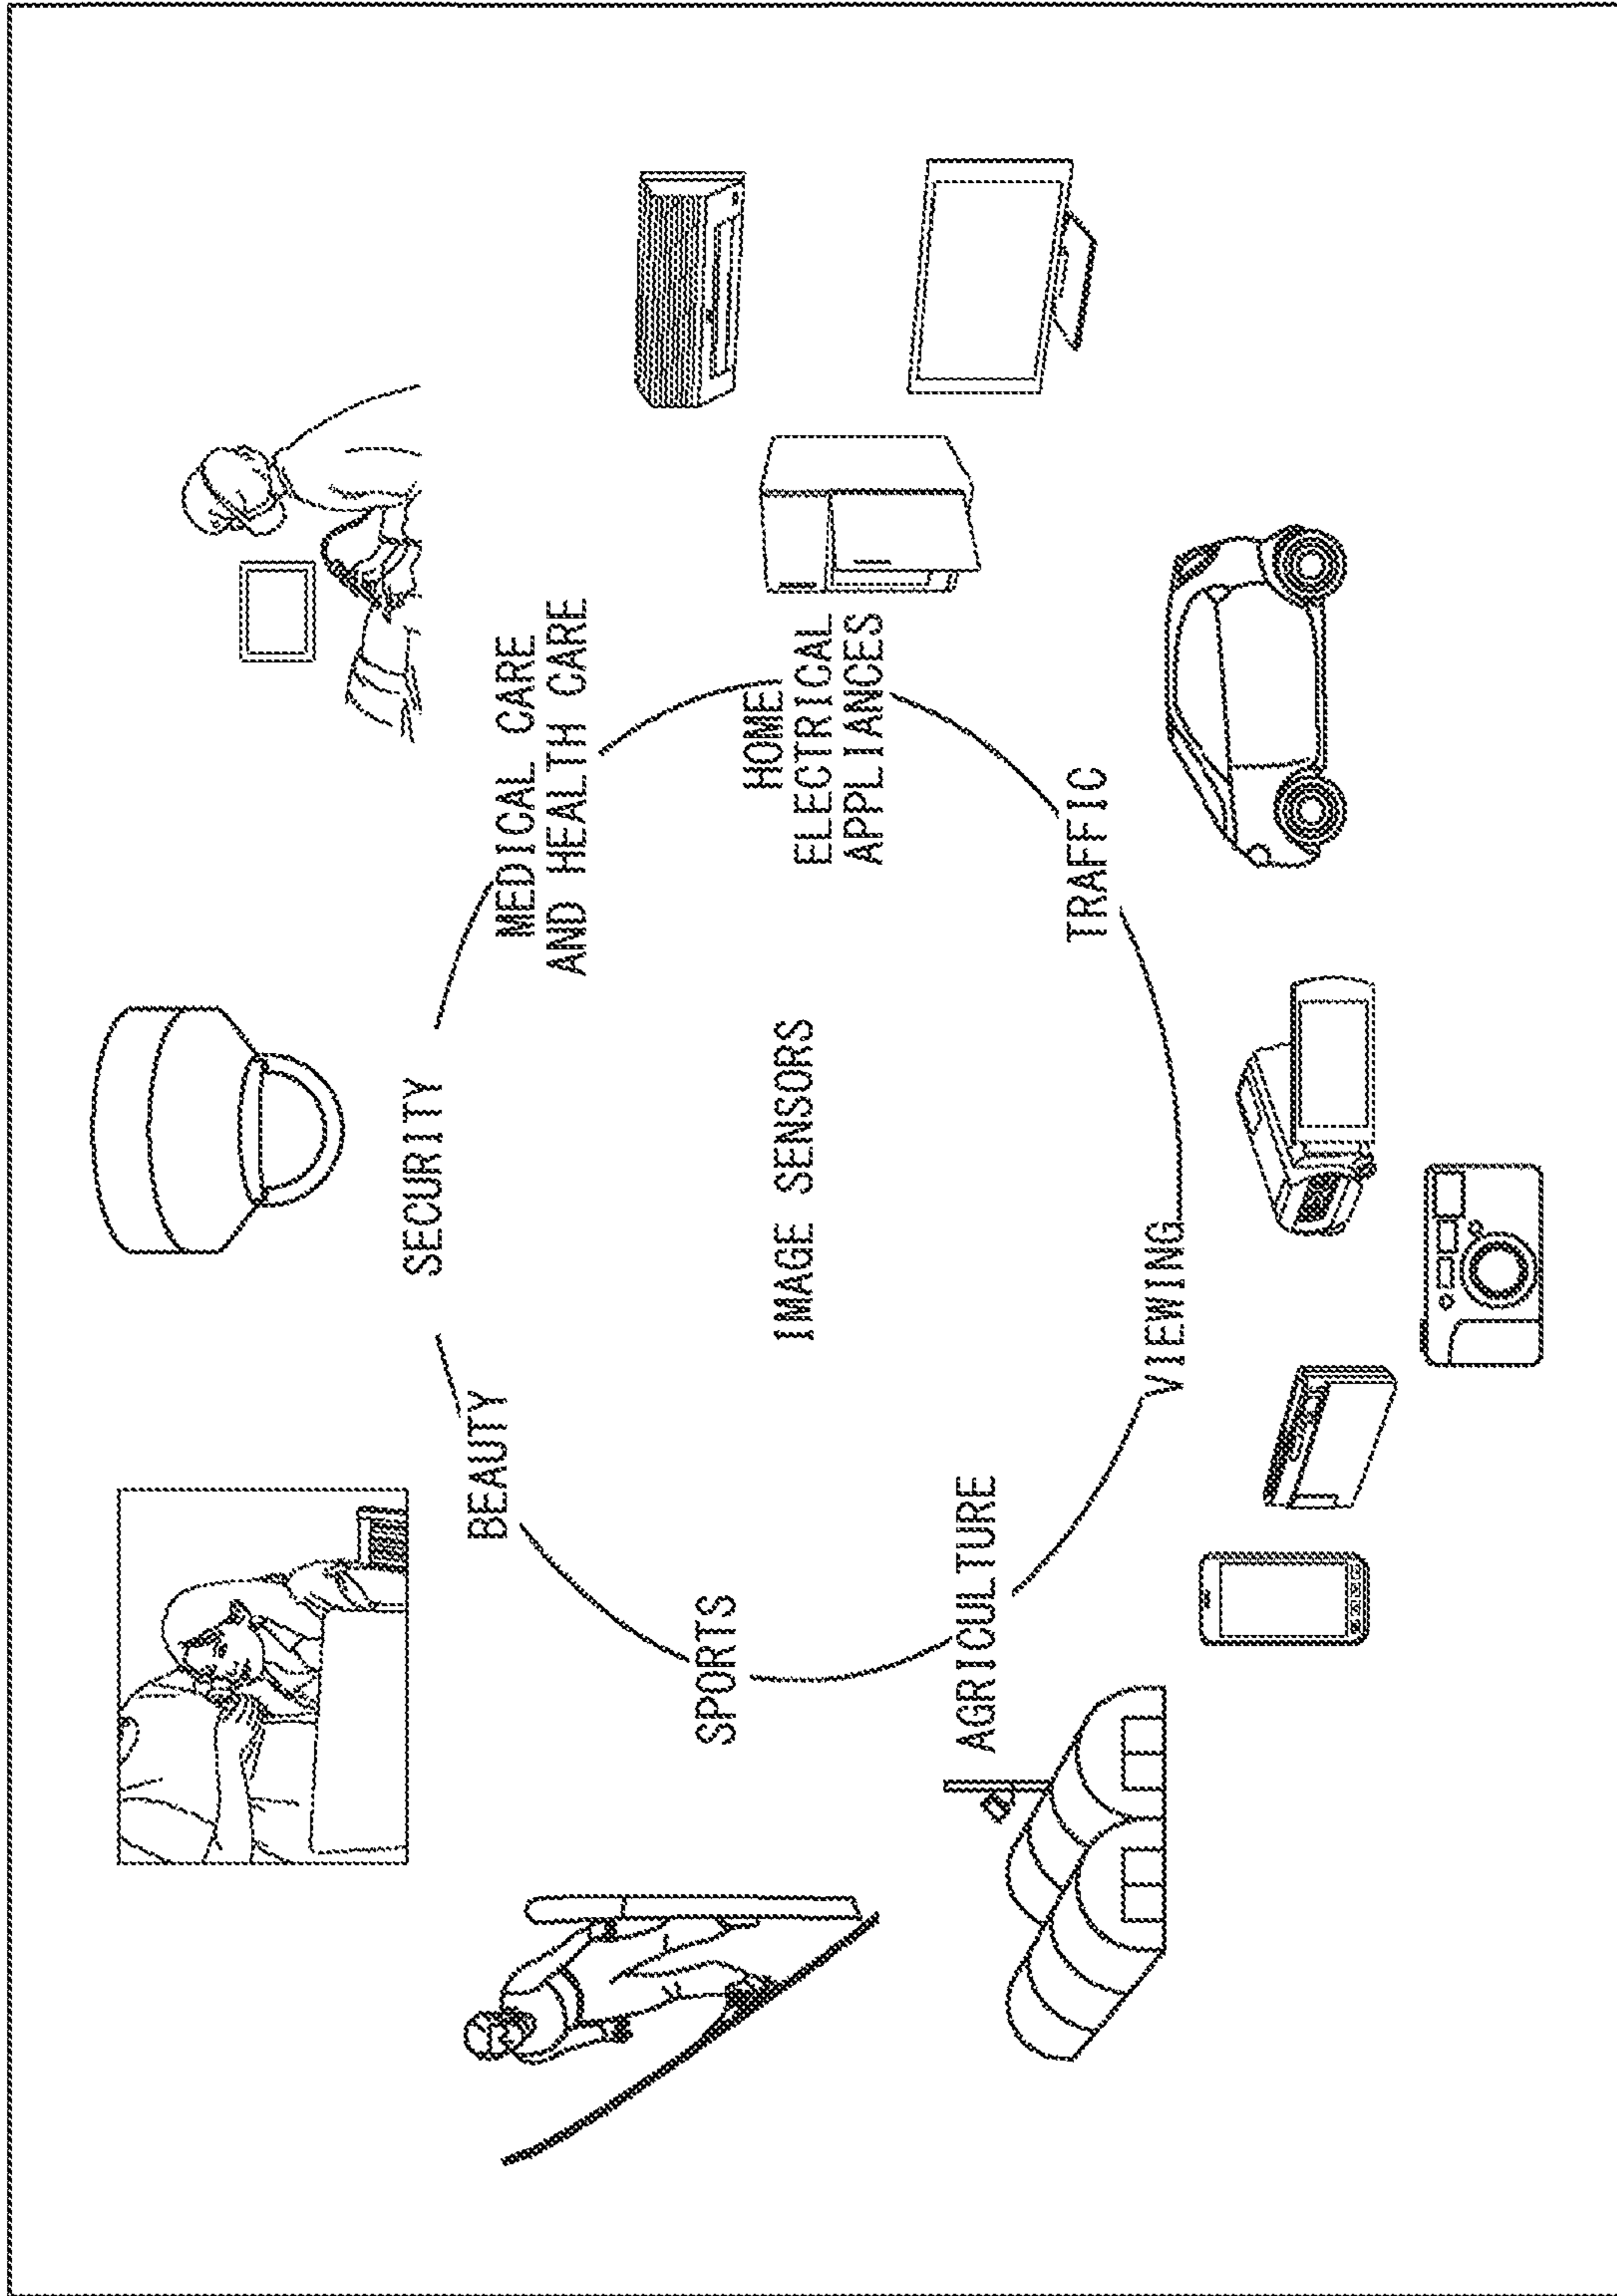 SECURITY
BEAUTY
MEDICAL CARE
AND HEALTH CARE
SPORTS
IMAGE SENSORS
HOME
ELECTRICAL
APPLIANCES
AGRICULTURE
TRAFFIC
VIEWING